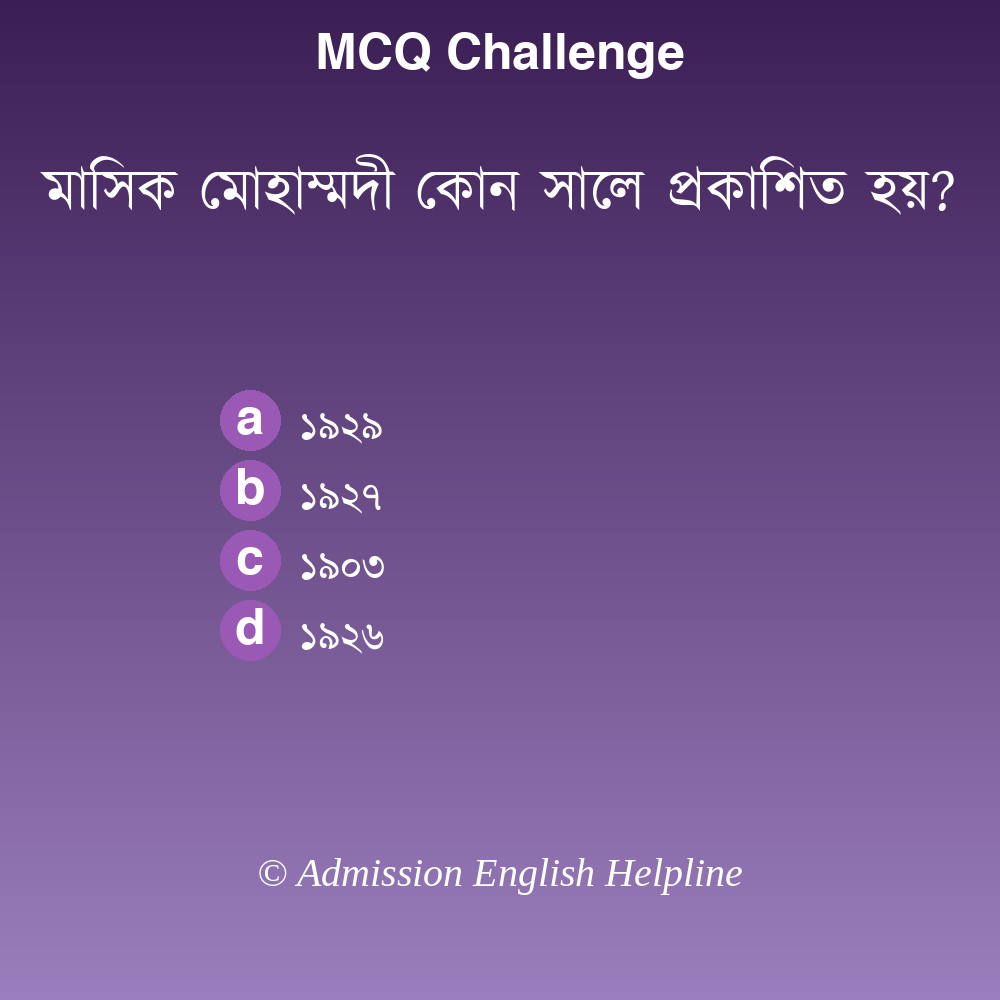 MCQ Challenge
মাসিক মোহাম্মদী কোন সালে প্রকাশিত হয়?
a ১৯২৯
b ১৯২৭
c ১৯০৩
d ১৯২৬
© Admission English Helpline